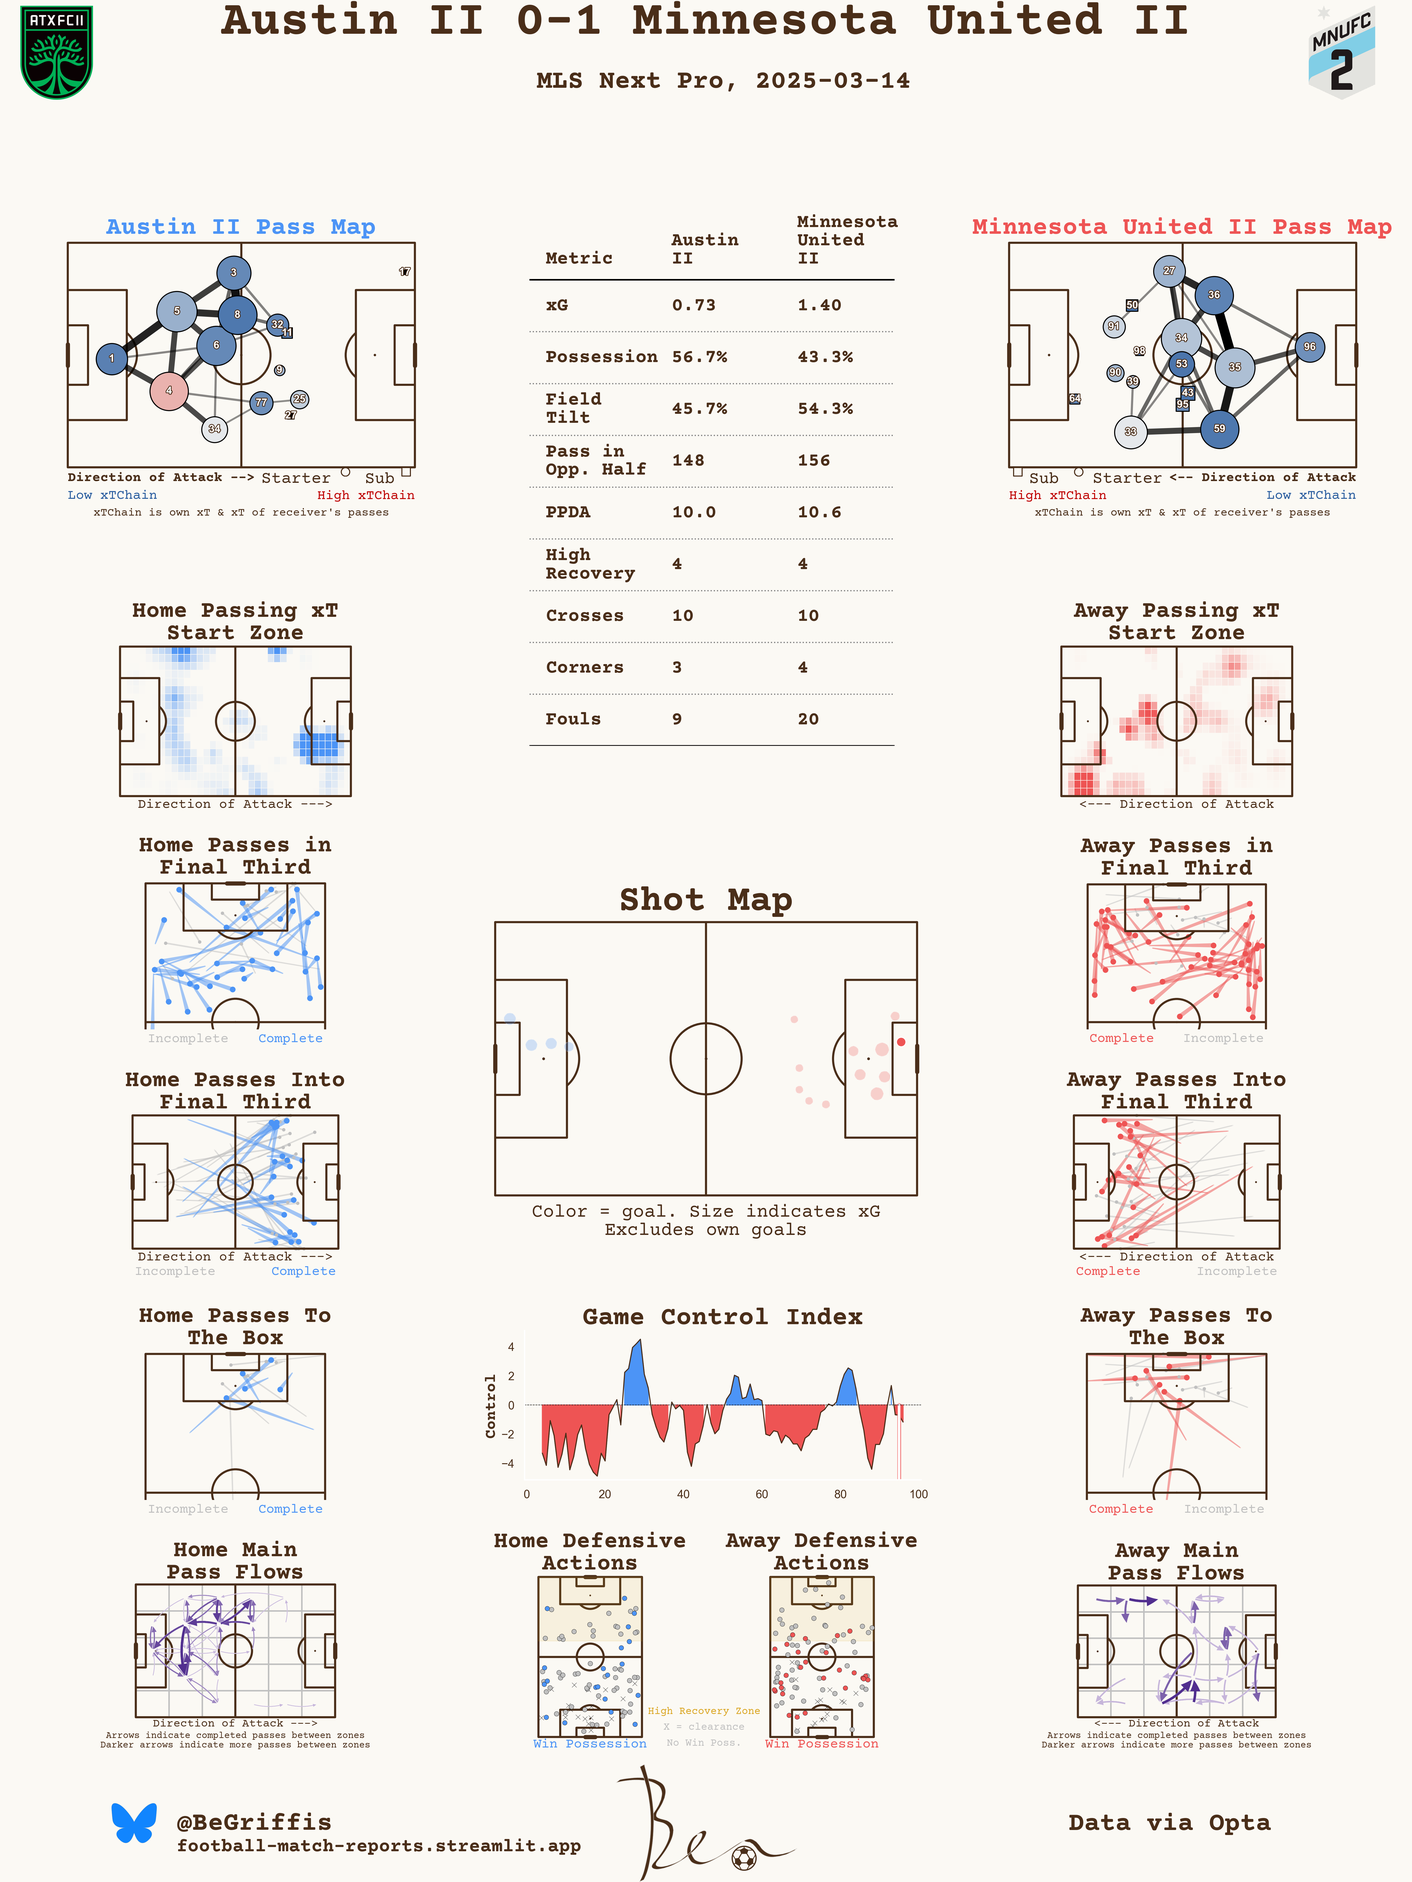 Austin II 0-1 Minnesota United II
MLS Next Pro, 2025-03-14
ATXFCII
MNUFC
2
Austin II Pass Map
3
17
5
8
32
11
6
1
9
4
77
25
27
34
Direction of Attack --> Starter Sub
Low xTChain High xTChain
xTChain is own xT & xT of receiver's passes
Metric Austin II Minnesota United II
xG 0.73 1.40
Possession 56.7% 43.3%
Field Tilt 45.7% 54.3%
Pass in Opp. Half 148 156
PPDA 10.0 10.6
High Recovery 4 4
Crosses 10 10
Corners 3 4
Fouls 9 20
Minnesota United II Pass Map
27
36
50
91
34
98
96
53
35
90
39
43
64
95
33
59
Sub Starter <-- Direction of Attack
High xTChain Low xTChain
xTChain is own xT & xT of receiver's passes
Home Passing xT
Start Zone
Direction of Attack --->
Away Passing xT
Start Zone
<--- Direction of Attack
Home Passes in
Final Third
Incomplete Complete
Away Passes in
Final Third
Complete Incomplete
Shot Map
Color = goal. Size indicates xG
Excludes own goals
Home Passes Into
Final Third
Direction of Attack --->
Incomplete Complete
Away Passes Into
Final Third
<--- Direction of Attack
Complete Incomplete
Home Passes To
The Box
Incomplete Complete
Game Control Index
Control
4
2
0
−2
−4
0 20 40 60 80 100
Away Passes To
The Box
Complete Incomplete
Home Main
Pass Flows
Direction of Attack --->
Arrows indicate completed passes between zones
Darker arrows indicate more passes between zones
Home Defensive
Actions
Win Possession
Away Defensive
Actions
Win Possession
High Recovery Zone
X = clearance
No Win Poss.
Away Main
Pass Flows
<--- Direction of Attack
Arrows indicate completed passes between zones
Darker arrows indicate more passes between zones
@BeGriffis
football-match-reports.streamlit.app
Ben
Data via Opta